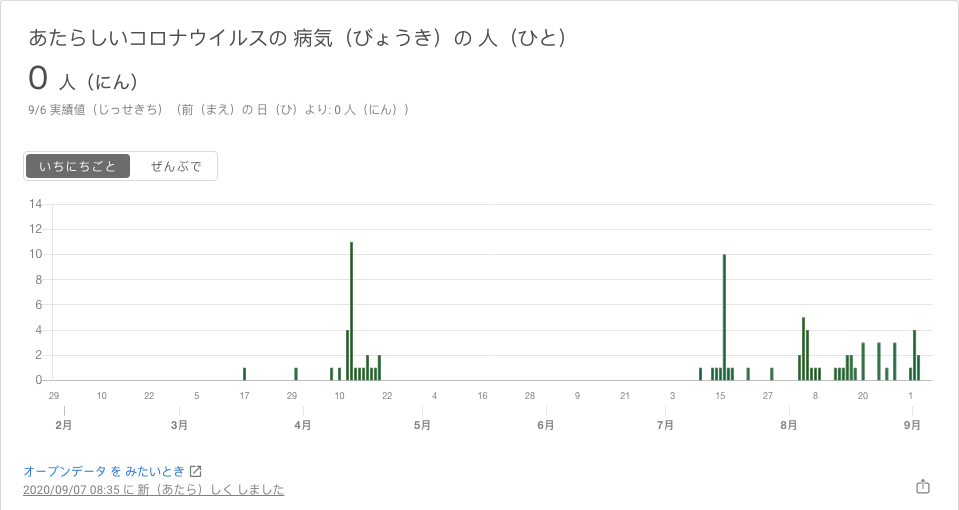 あたらしいコロナウイルスの 病気（びょうき）の 人（ひと）
0 人（にん）
9/6 実績値（じっせきち）（前（まえ）の 日（ひ）より: 0 人（にん））
いちにちごと ぜんぶで
14
12
10
8
6
4
2
0
29 10 22 5 17 29 10 22 4 16 28 9 21 3 15 27 8 20 1
2月 3月 4月 5月 6月 7月 8月 9月
オープンデータ を みたいとき
2020/09/07 08:35 に 新（あたら）しく しました